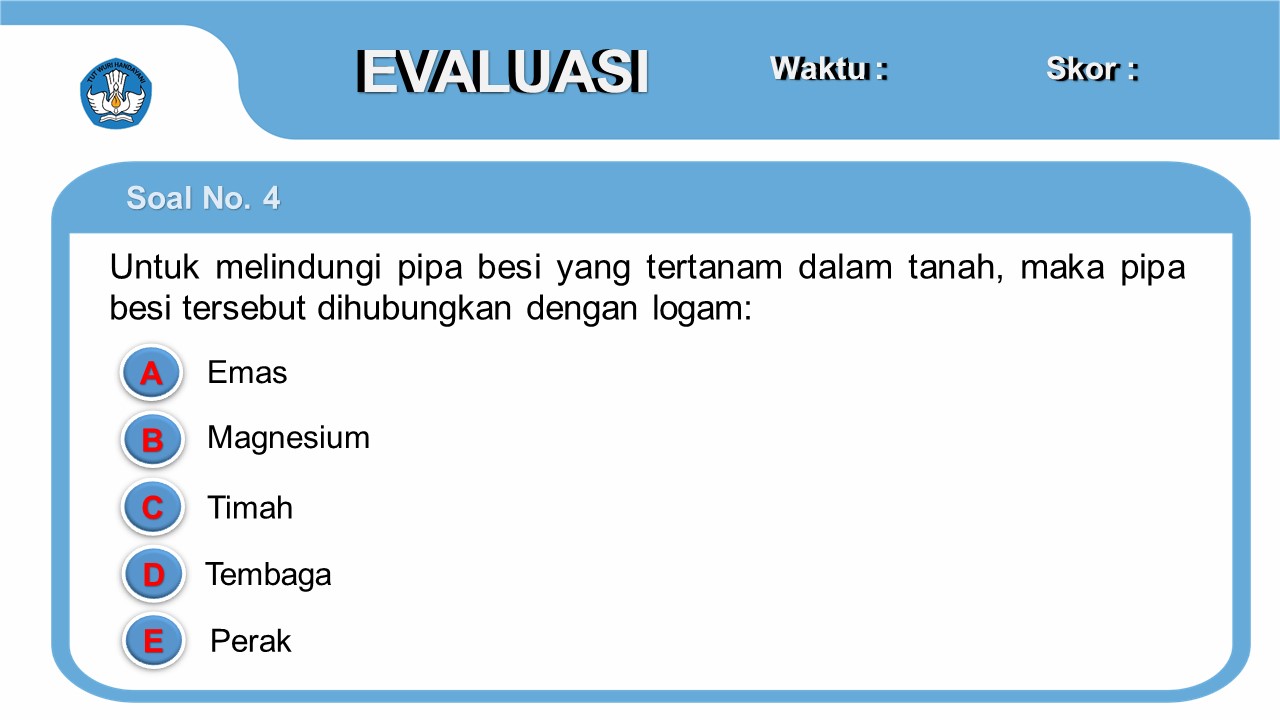 TUT WURI HANDAYANI
EVALUASI
Waktu :
Skor :
Soal No. 4
Untuk melindungi pipa besi yang tertanam dalam tanah, maka pipa
besi tersebut dihubungkan dengan logam:
A Emas
B Magnesium
C Timah
D Tembaga
E Perak